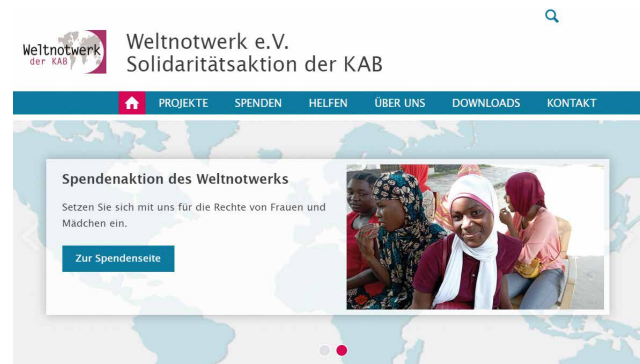 Weltnotwerk
der KAB
Weltnotwerk e.V.
Solidaritätsaktion der KAB
PROJEKTE SPENDEN HELFEN ÜBER UNS DOWNLOADS KONTAKT
Spendenaktion des Weltnotwerks
Setzen Sie sich mit uns für die Rechte von Frauen und
Mädchen ein.
Zur Spendenseite